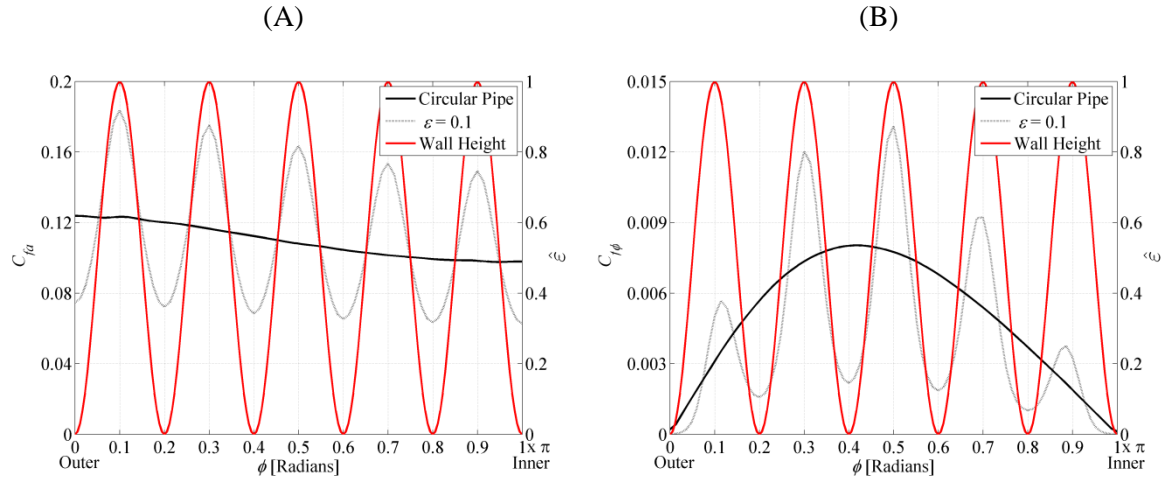 (A)
(B)
0.2
0.16
0.12
0.08
0.04
0
C_fa
1
0.8
0.6
0.4
0.2
0
ε̂
Circular Pipe
ε = 0.1
Wall Height
0 0.1 0.2 0.3 0.4 0.5 0.6 0.7 0.8 0.9 1x π
Outer ϕ [Radians] Inner
0.015
0.012
0.009
0.006
0.003
0
1
0.8
0.6
0.4
0.2
0
ε̂
Circular Pipe
ε = 0.1
Wall Height
0 0.1 0.2 0.3 0.4 0.5 0.6 0.7 0.8 0.9 1x π
Outer ϕ [Radians] Inner